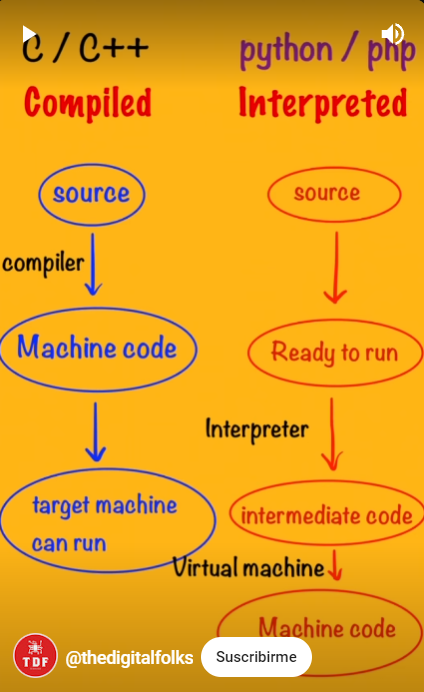 C / C++
python / php
Compiled
Interpreted
source
source
compiler
Machine code
Ready to run
Interpreter
target machine
can run
intermediate code
Virtual machine
Machine code
TDF
@thedigitalfolks
Suscribirme